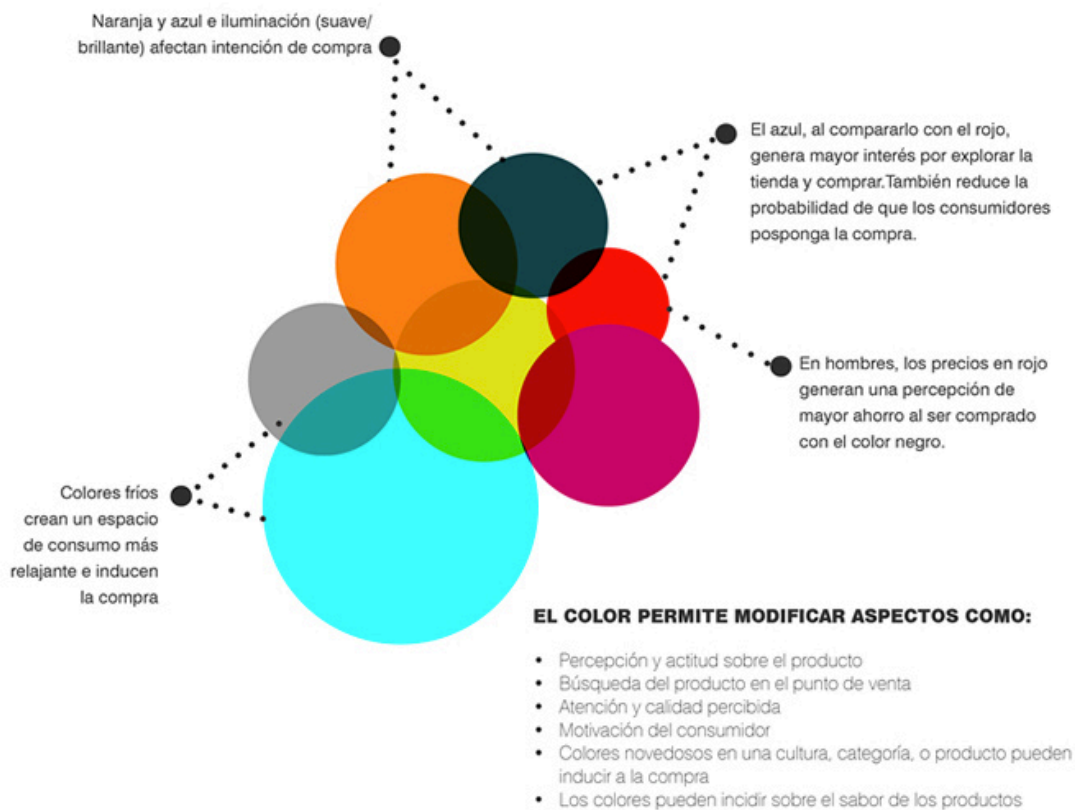 Naranja y azul e iluminación (suave/
brillante) afectan intención de compra
El azul, al compararlo con el rojo,
genera mayor interés por explorar la
tienda y comprar.También reduce la
probabilidad de que los consumidores
posponga la compra.
En hombres, los precios en rojo
generan una percepción de
mayor ahorro al ser comprado
con el color negro.
Colores fríos
crean un espacio
de consumo más
relajante e inducen
la compra
EL COLOR PERMITE MODIFICAR ASPECTOS COMO:
• Percepción y actitud sobre el producto
• Búsqueda del producto en el punto de venta
• Atención y calidad percibida
• Motivación del consumidor
• Colores novedosos en una cultura, categoría, o producto pueden
inducir a la compra
• Los colores pueden incidir sobre el sabor de los productos